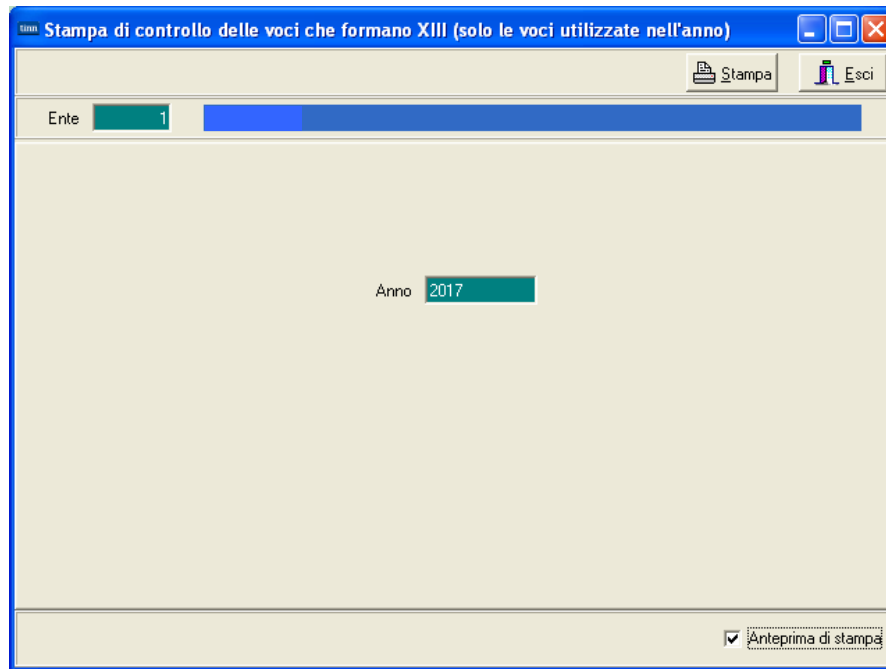 tinn Stampa di controllo delle voci che formano XIII (solo le voci utilizzate nell'anno)
Stampa Esci
Ente 1
Anno 2017
Anteprima di stampa